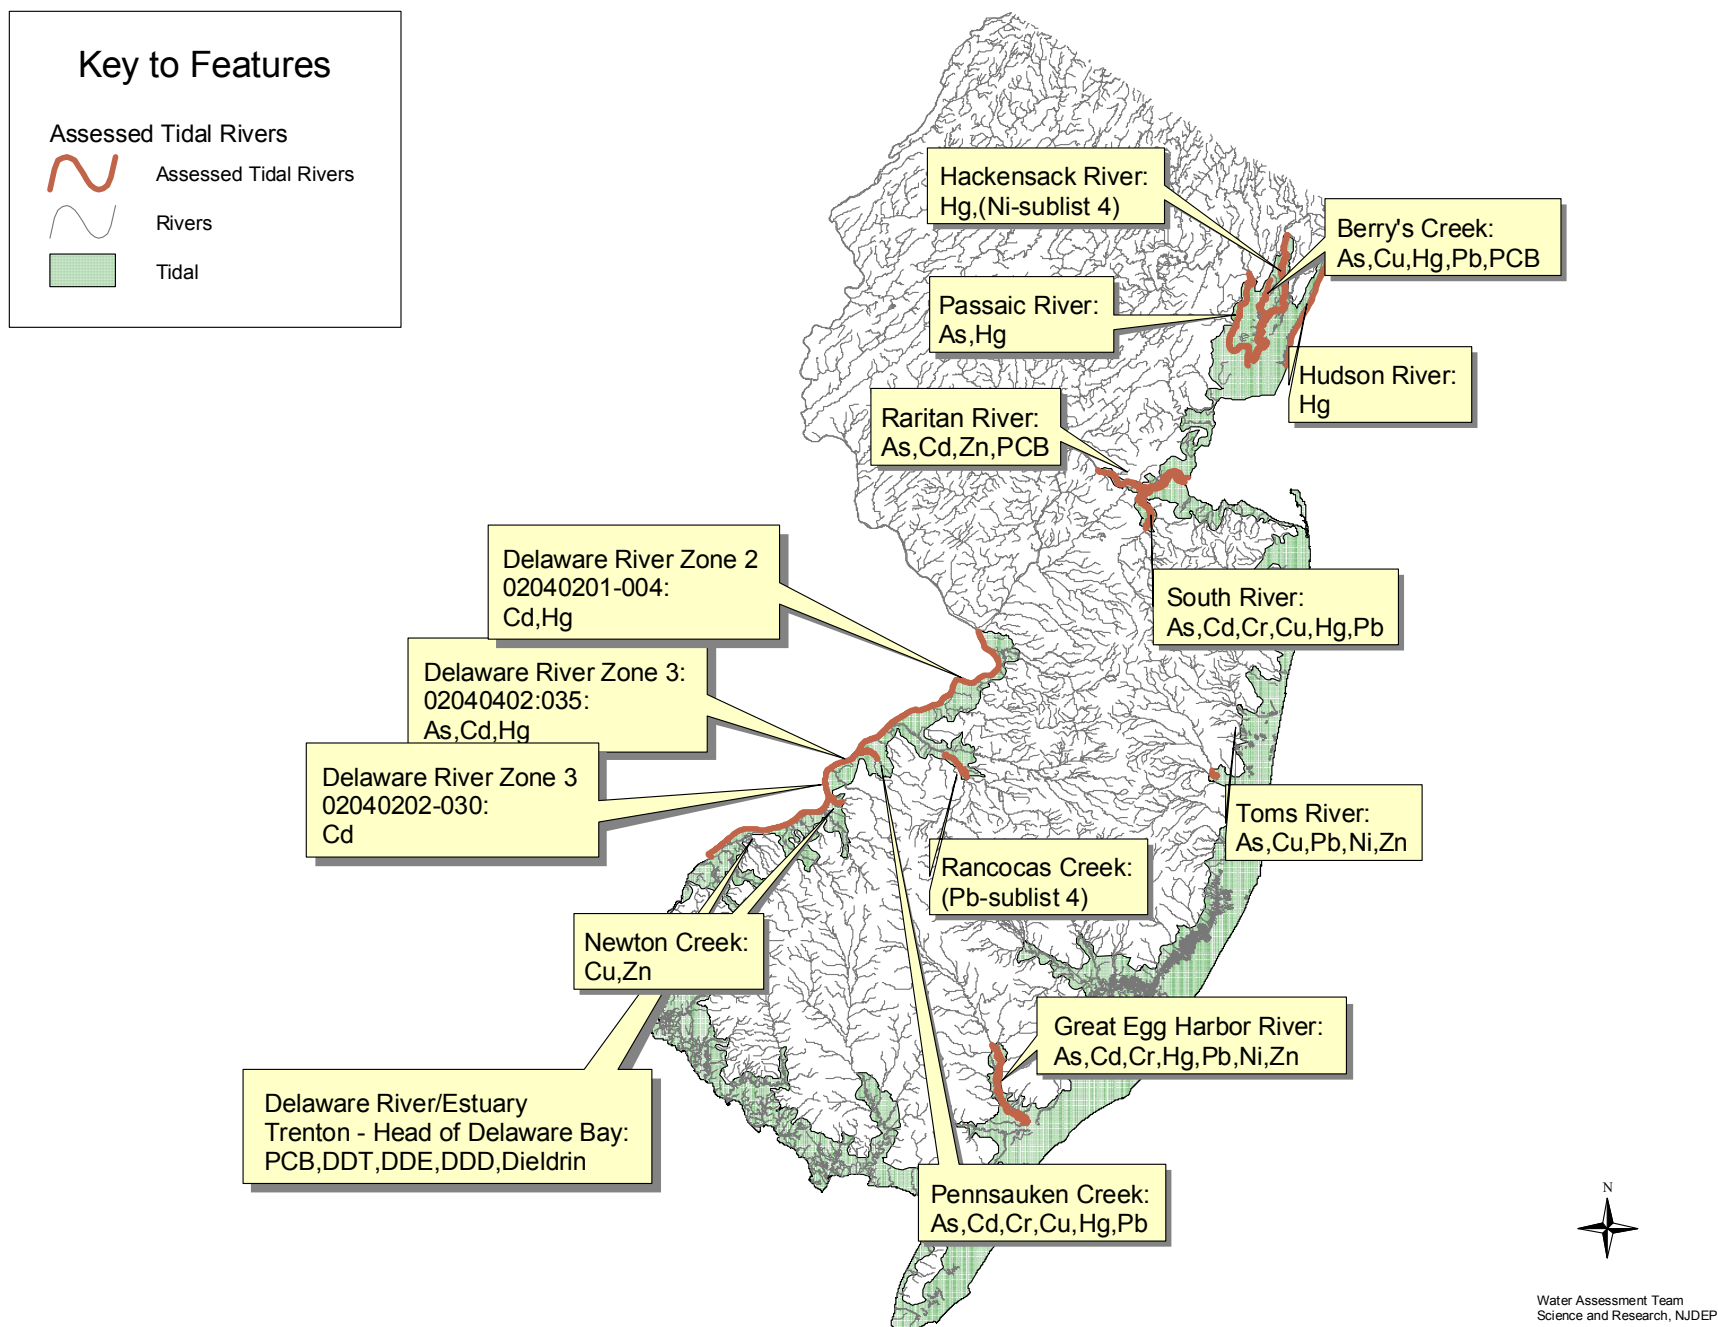 Key to Features
Assessed Tidal Rivers
Assessed Tidal Rivers
Rivers
Tidal
Hackensack River:
Hg,(Ni-sublist 4)
Berry's Creek:
As,Cu,Hg,Pb,PCB
Passaic River:
As,Hg
Hudson River:
Hg
Raritan River:
As,Cd,Zn,PCB
Delaware River Zone 2
02040201-004:
Cd,Hg
South River:
As,Cd,Cr,Cu,Hg,Pb
Delaware River Zone 3:
02040402:035:
As,Cd,Hg
Delaware River Zone 3
02040202-030:
Cd
Toms River:
As,Cu,Pb,Ni,Zn
Rancocas Creek:
(Pb-sublist 4)
Newton Creek:
Cu,Zn
Great Egg Harbor River:
As,Cd,Cr,Hg,Pb,Ni,Zn
Delaware River/Estuary
Trenton - Head of Delaware Bay:
PCB,DDT,DDE,DDD,Dieldrin
Pennsauken Creek:
As,Cd,Cr,Cu,Hg,Pb
N
Water Assessment Team
Science and Research, NJDEP